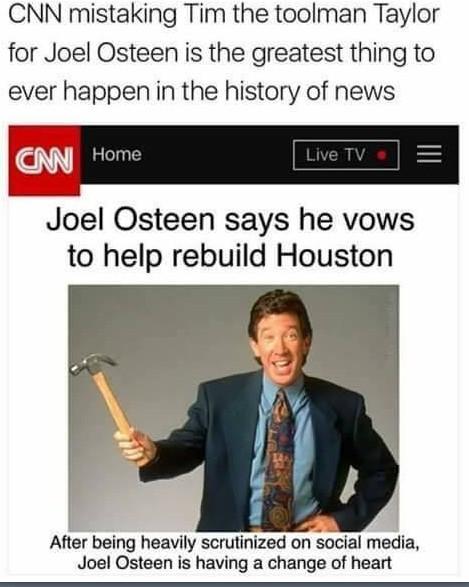 CNN mistaking Tim the toolman Taylor
for Joel Osteen is the greatest thing to
ever happen in the history of news
CNN Home Live TV
Joel Osteen says he vows
to help rebuild Houston
After being heavily scrutinized on social media,
Joel Osteen is having a change of heart